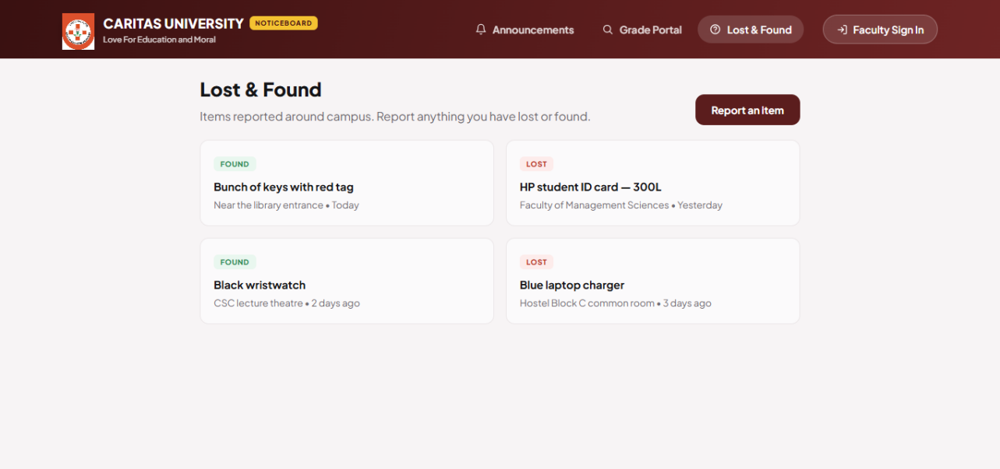 CARITAS UNIVERSITY NOTICEBOARD
Love For Education and Moral
Announcements
Grade Portal
Lost & Found
Faculty Sign In
Lost & Found
Items reported around campus. Report anything you have lost or found.
Report an Item
FOUND
Bunch of keys with red tag
Near the library entrance • Today
LOST
HP student ID card — 300L
Faculty of Management Sciences • Yesterday
FOUND
Black wristwatch
CSC lecture theatre • 2 days ago
LOST
Blue laptop charger
Hostel Block C common room • 3 days ago